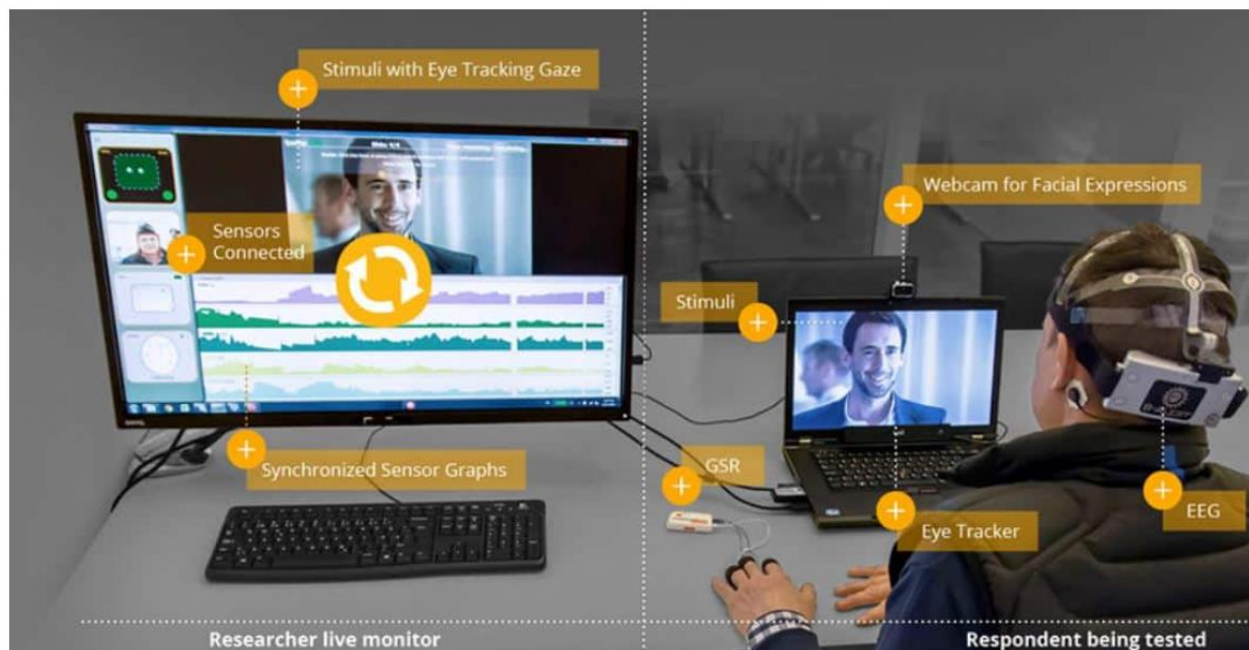 Stimuli with Eye Tracking Gaze
Webcam for Facial Expressions
Sensors
Connected
Stimuli
Synchronized Sensor Graphs
GSR
Eye Tracker
EEG
Researcher live monitor
Respondent being tested